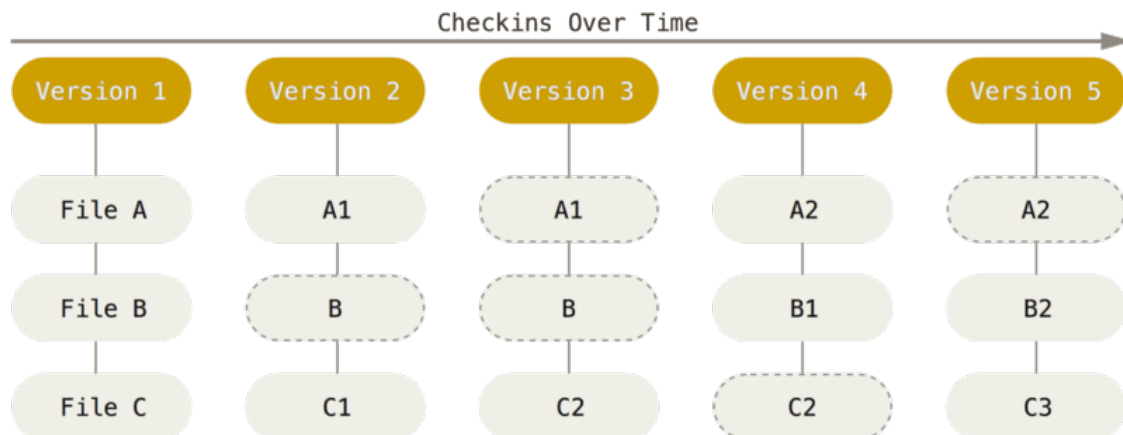 Checkins Over Time
Version 1 Version 2 Version 3 Version 4 Version 5
File A A1 A1 A2 A2
File B B B B1 B2
File C C1 C2 C2 C3